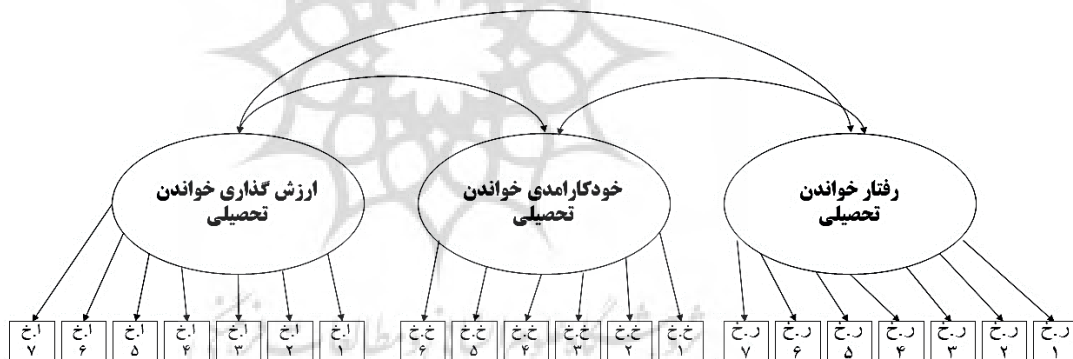 رفتار خواندن
تحصیلی
خودکارامدی خواندن
تحصیلی
ارزش گذاری خواندن
تحصیلی
ر.خ
۱
ر.خ
۲
ر.خ
۳
ر.خ
۴
ر.خ
۵
ر.خ
۶
ر.خ
۷
خ.خ
۱
خ.خ
۲
خ.خ
۳
خ.خ
۴
خ.خ
۵
خ.خ
۶
ا.خ
۱
ا.خ
۲
ا.خ
۳
ا.خ
۴
ا.خ
۵
ا.خ
۶
ا.خ
۷